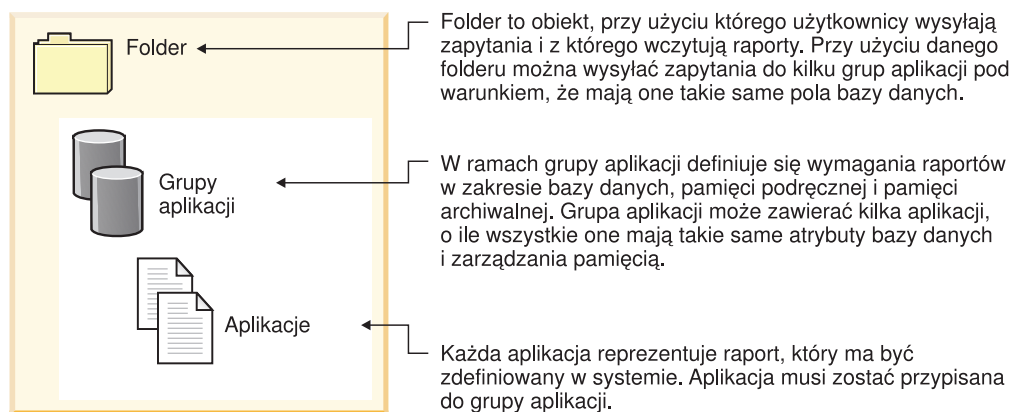 Folder
Folder to obiekt, przy użyciu którego użytkownicy wysyłają
zapytania i z którego wczytują raporty. Przy użyciu danego
folderu można wysyłać zapytania do kilku grup aplikacji pod
warunkiem, że mają one takie same pola bazy danych.
Grupy
aplikacji
W ramach grupy aplikacji definiuje się wymagania raportów
w zakresie bazy danych, pamięci podręcznej i pamięci
archiwalnej. Grupa aplikacji może zawierać kilka aplikacji,
o ile wszystkie one mają takie same atrybuty bazy danych
i zarządzania pamięcią.
Aplikacje
Każda aplikacja reprezentuje raport, który ma być
zdefiniowany w systemie. Aplikacja musi zostać przypisana
do grupy aplikacji.